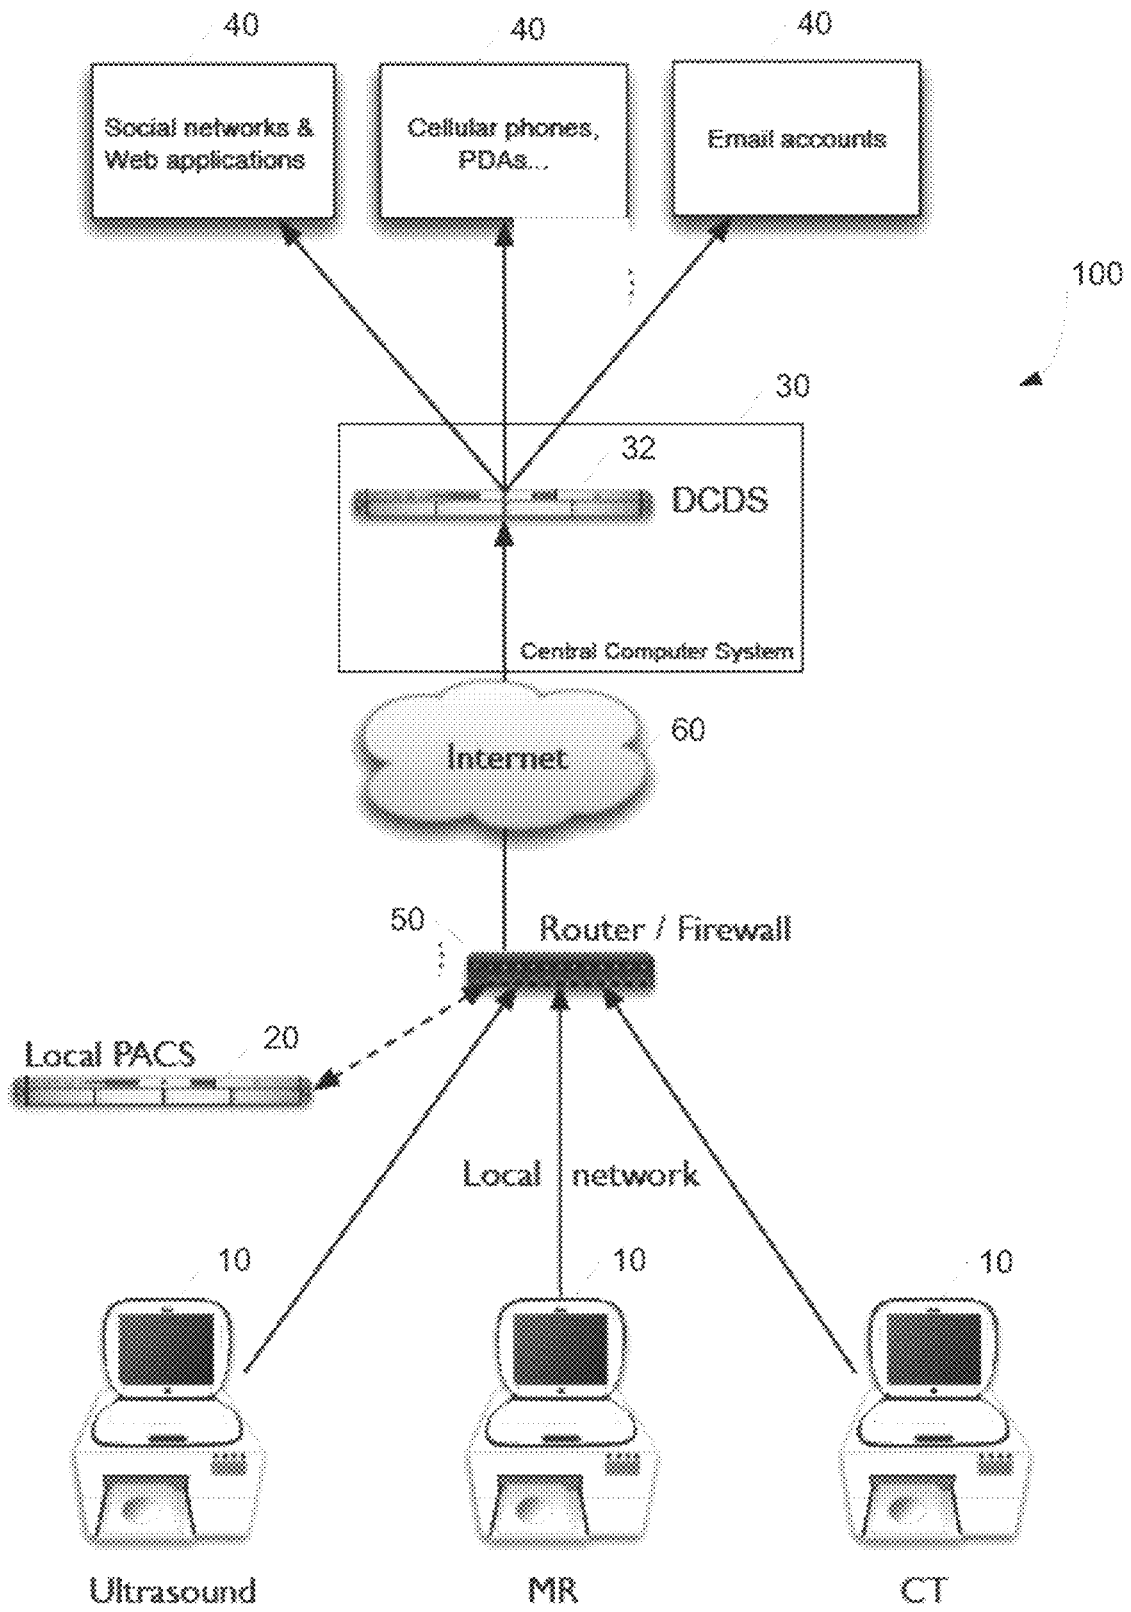 40
40
40
Social networks &
Web applications
Cellular phones,
PDAs...
Email accounts
100
30
32
DCDS
Central Computer System
60
Internet
50
Router / Firewall
20
Local PACS
Local network
10
10
10
Ultrasound
MR
CT